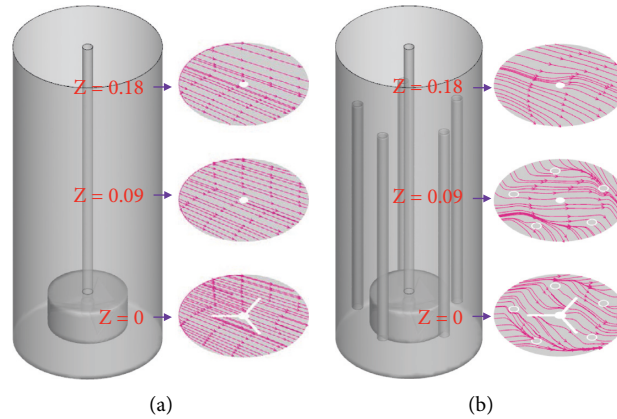 Z = 0.18
Z = 0.09
Z = 0
(a)
Z = 0.18
Z = 0.09
Z = 0
(b)